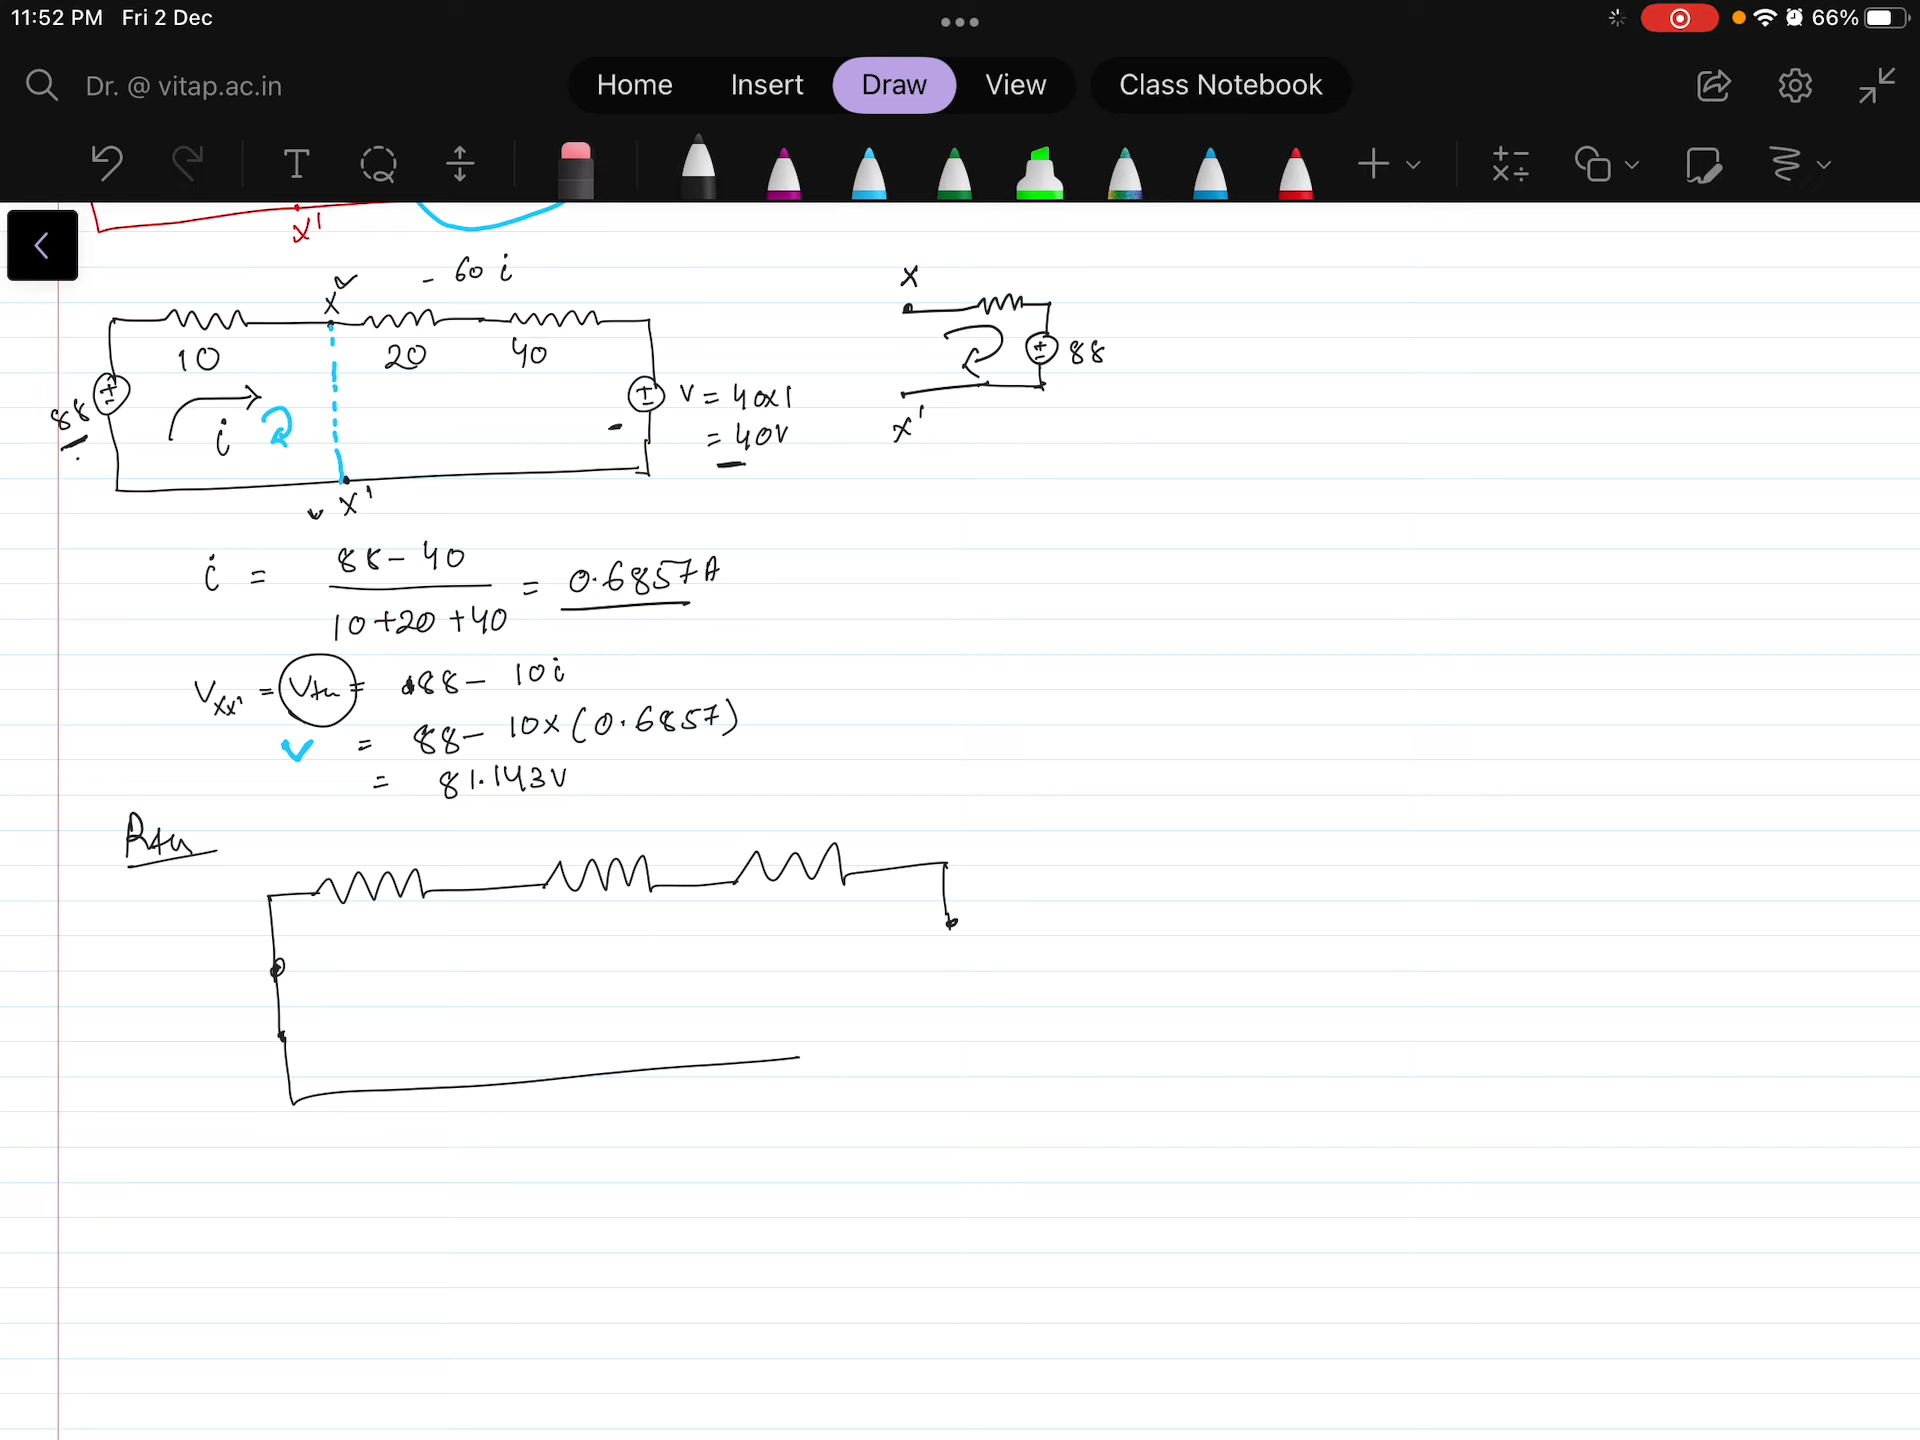 11:52 PM Fri 2 Dec
66%
Dr. @ vitap.ac.in
Home Insert Draw View Class Notebook
T
x'
- 60 i
x
10 20 40
88
i
V = 40x1
= 40V
x'
x
88
x'
i = 88 - 40 / 10+20+40 = 0.6857A
Vxx' = Vth = 88 - 10i
= 88 - 10x(0.6857)
= 81.143V
Rth